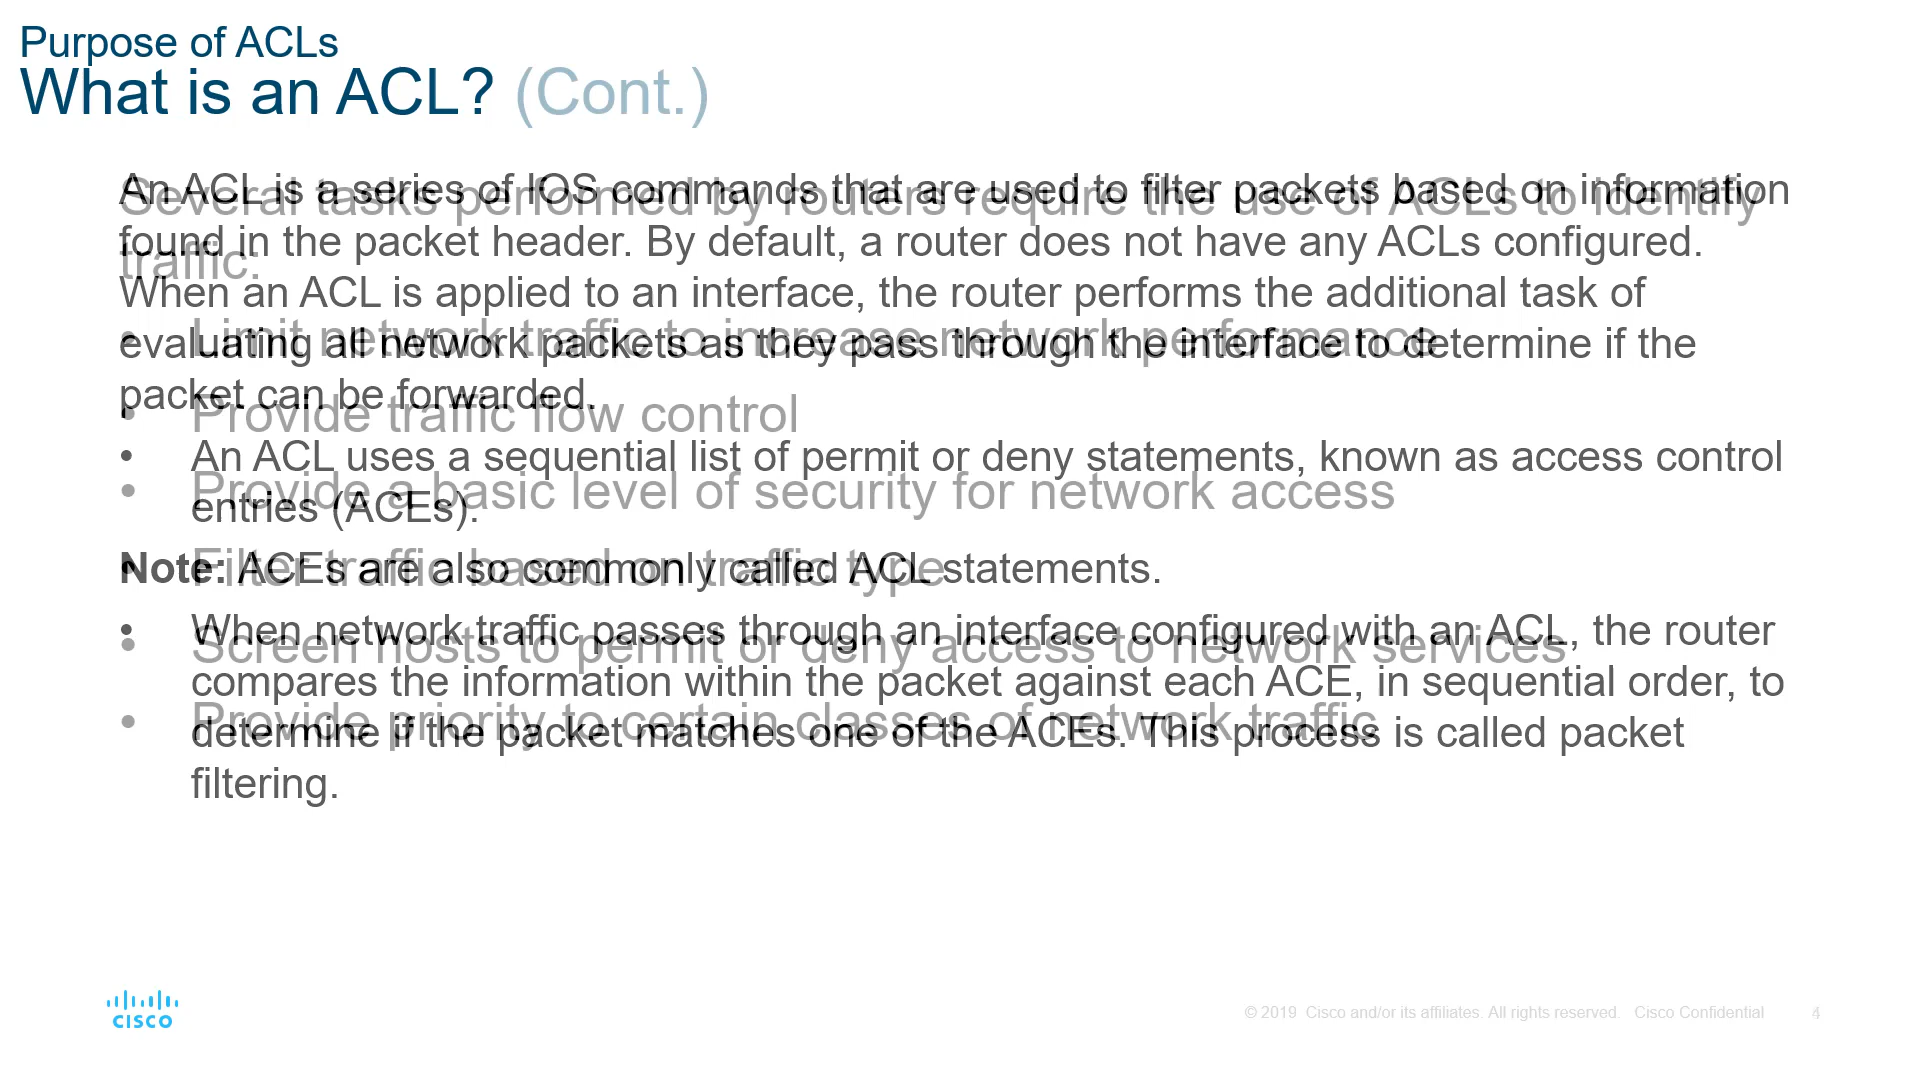 Purpose of ACLs
What is an ACL? (Cont.)
An ACL is a series of IOS commands that are used to filter packets based on information
found in the packet header. By default, a router does not have any ACLs configured.
When an ACL is applied to an interface, the router performs the additional task of
evaluating all network packets as they pass through the interface to determine if the
packet can be forwarded.
• An ACL uses a sequential list of permit or deny statements, known as access control
entries (ACEs).
Note: ACEs are also commonly called ACL statements.
• When network traffic passes through an interface configured with an ACL, the router
compares the information within the packet against each ACE, in sequential order, to
determine if the packet matches one of the ACEs. This process is called packet
filtering.
Several tasks performed by routers require the use of ACLs to identify
traffic:
• Limit network traffic to increase network performance
• Provide traffic flow control
• Provide a basic level of security for network access
• Filter traffic based on traffic type
• Screen hosts to permit or deny access to network services
• Provide priority to certain classes of network traffic
CISCO
© 2019 Cisco and/or its affiliates. All rights reserved. Cisco Confidential 4